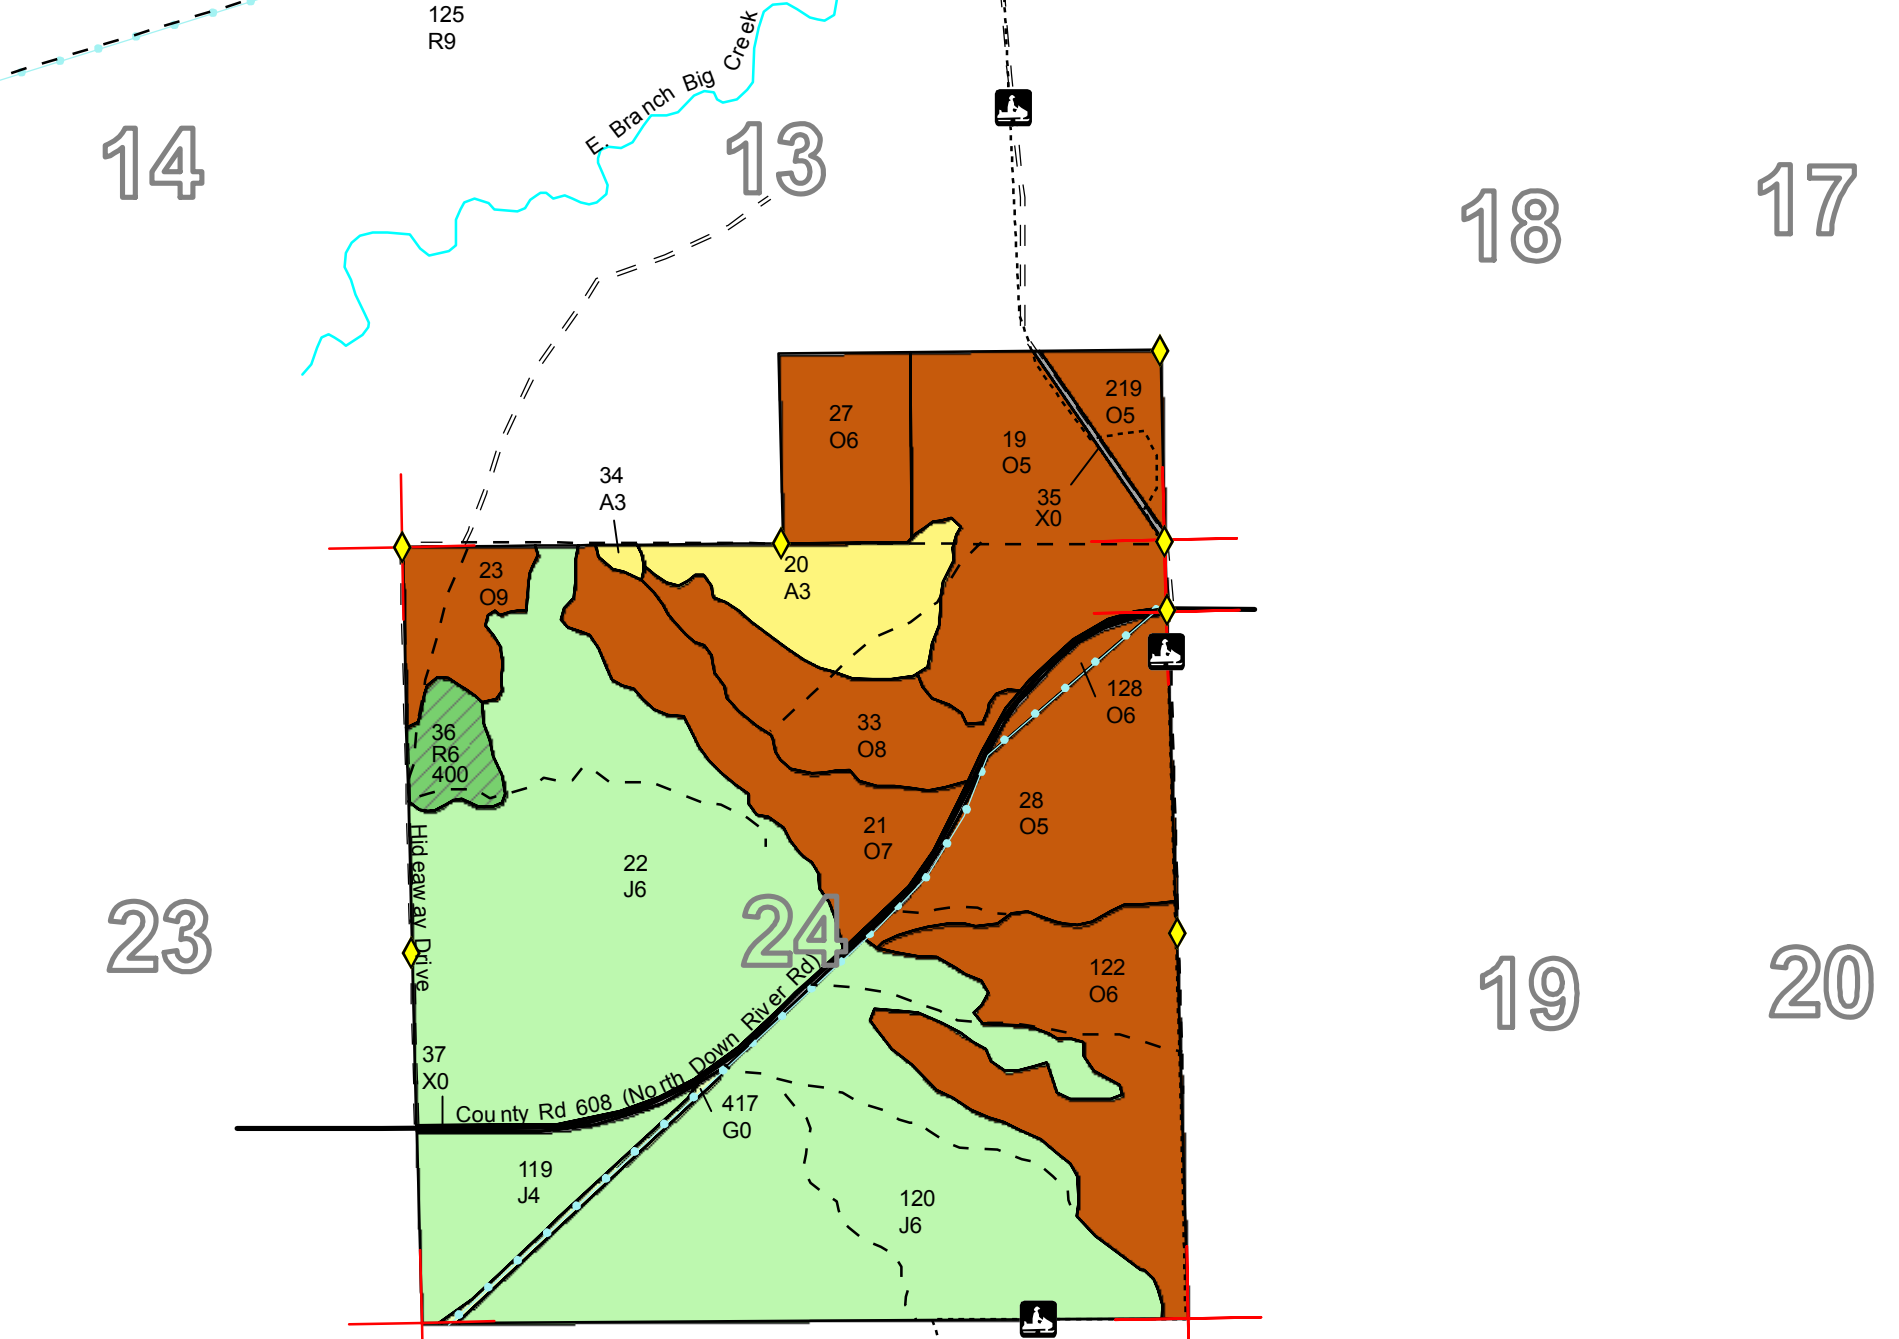 125
R9
E. Branch Big Creek
14
13
18
17
219
O5
27
O6
19
O5
34
A3
35
X0
20
A3
23
O9
128
O6
33
O8
36
R6
400
28
O5
21
O7
22
J6
Hideaway Drive
23
24
122
O6
19
20
37
X0
County Rd 608 (North Down River Rd)
417
G0
119
J4
120
J6